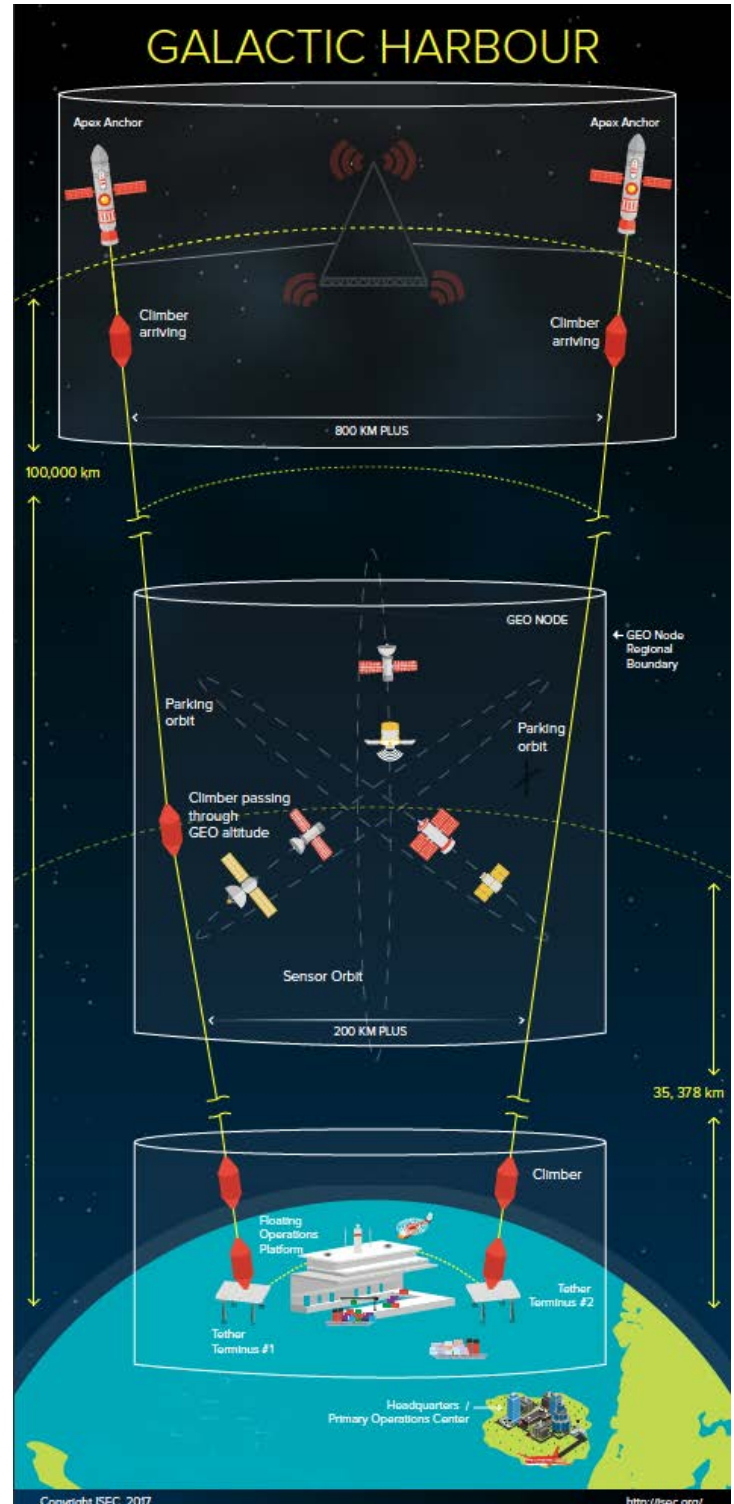 GALACTIC HARBOUR
Apex Anchor
Apex Anchor
Climber
arriving
Climber
arriving
800 KM PLUS
100,000 km
GEO NODE
← GEO Node
Regional
Boundary
Parking
orbit
Parking
orbit
Climber passing
through
GEO altitude
Sensor Orbit
200 KM PLUS
35, 378 km
Climber
Floating
Operations
Platform
Tether
Terminus #1
Tether
Terminus #2
Headquarters /
Primary Operations Center
Copyright ISEC 2017
http://isec.org/